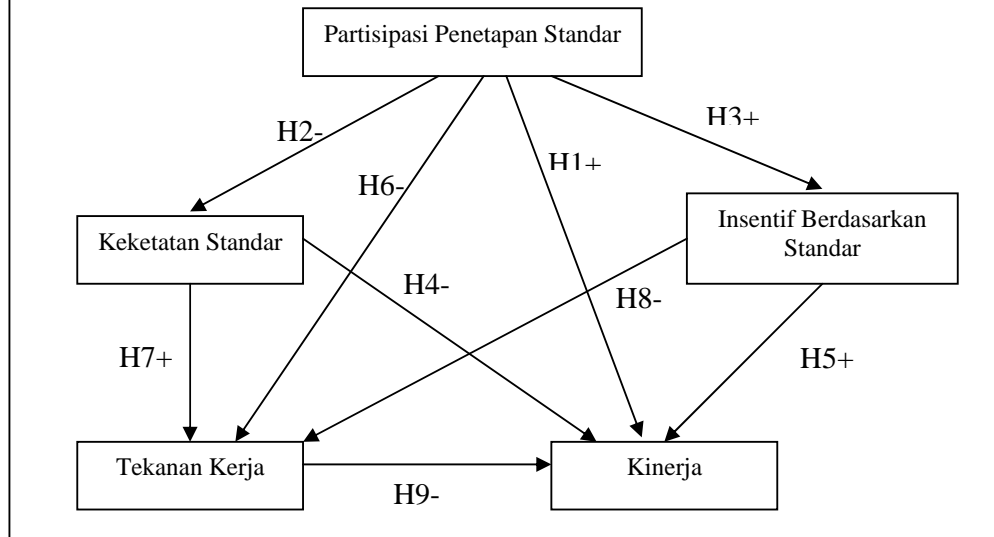 Partisipasi Penetapan Standar
H3+
H2-
H1+
H6-
Insentif Berdasarkan
Standar
Keketatan Standar
H4-
H8-
H7+
H5+
Tekanan Kerja
Kinerja
H9-